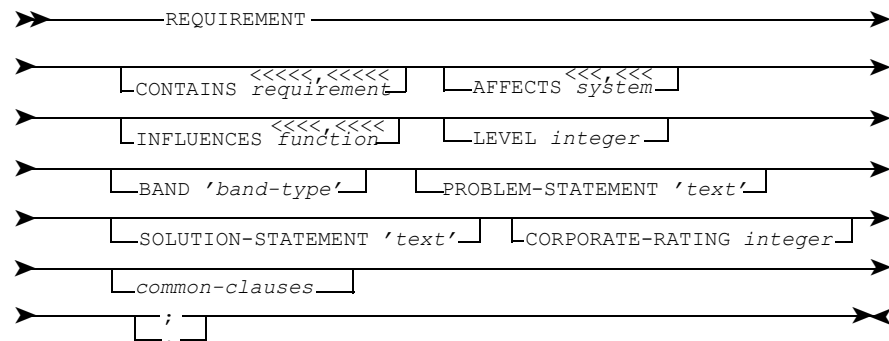 REQUIREMENT
<<<<<,<<<<< <<<,<<<
CONTAINS requirement AFFECTS system
<<<<,<<<<
INFLUENCES function LEVEL integer
BAND 'band-type' PROBLEM-STATEMENT 'text'
SOLUTION-STATEMENT 'text' CORPORATE-RATING integer
common-clauses
;
.